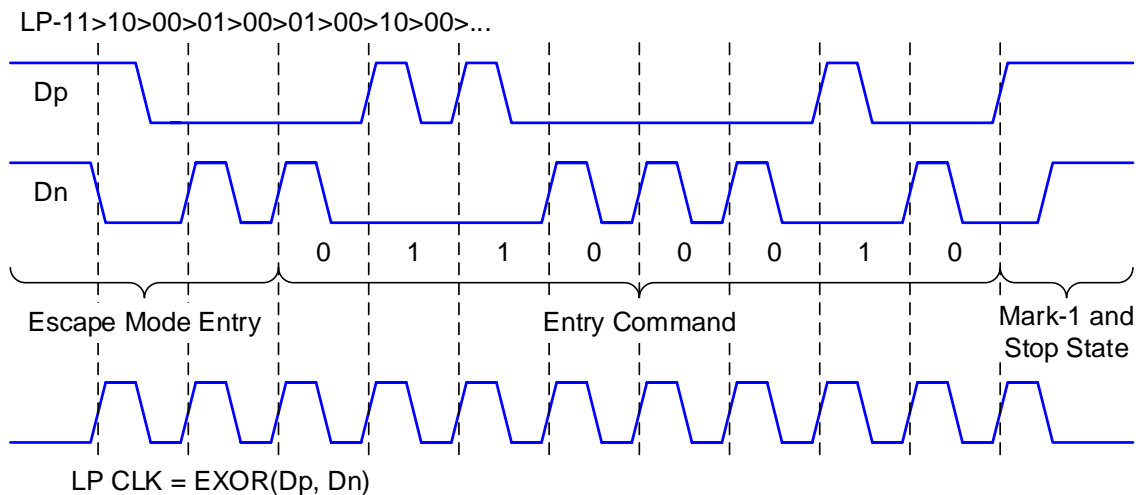 LP-11>10>00>01>00>01>00>10>00>...
Dp
Dn
0 1 1 0 0 0 1 0
Escape Mode Entry
Entry Command
Mark-1 and
Stop State
LP CLK = EXOR(Dp, Dn)